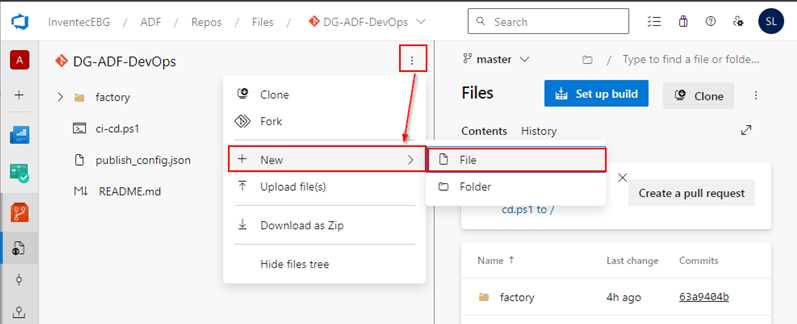 InventecEBG / ADF / Repos / Files / DG-ADF-DevOps
Search
SL
A
DG-ADF-DevOps
factory
ci-cd.ps1
publish_config.json
README.md
Clone
Fork
New
Upload file(s)
Download as Zip
Hide files tree
File
Folder
master
/ Type to find a file or folde...
Files
Set up build
Clone
Contents
History
cd.ps1 to /
Create a pull request
Name ↑
Last change
Commits
factory
4h ago
63a9404b